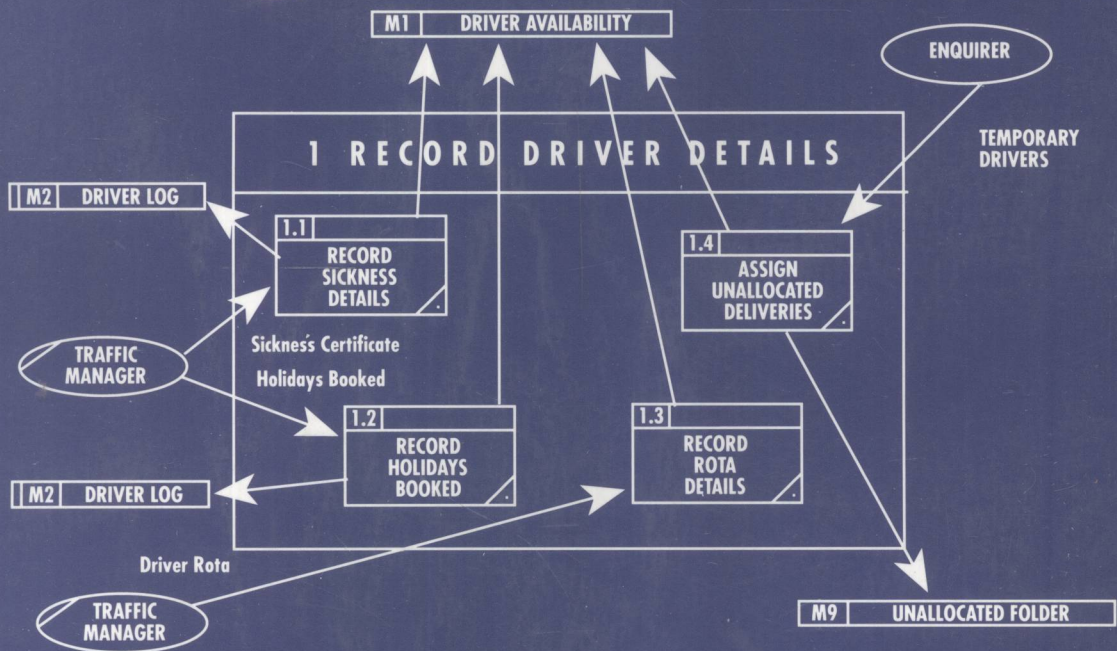 M1 DRIVER AVAILABILITY
ENQUIRER
1 RECORD DRIVER DETAILS
TEMPORARY
DRIVERS
M2 DRIVER LOG
1.1
RECORD
SICKNESS
DETAILS
1.4
ASSIGN
UNALLOCATED
DELIVERIES
TRAFFIC
MANAGER
Sicknes's Certificate
Holidays Booked
1.2
RECORD
HOLIDAYS
BOOKED
1.3
RECORD
ROTA
DETAILS
M2 DRIVER LOG
Driver Rota
TRAFFIC
MANAGER
M9 UNALLOCATED FOLDER